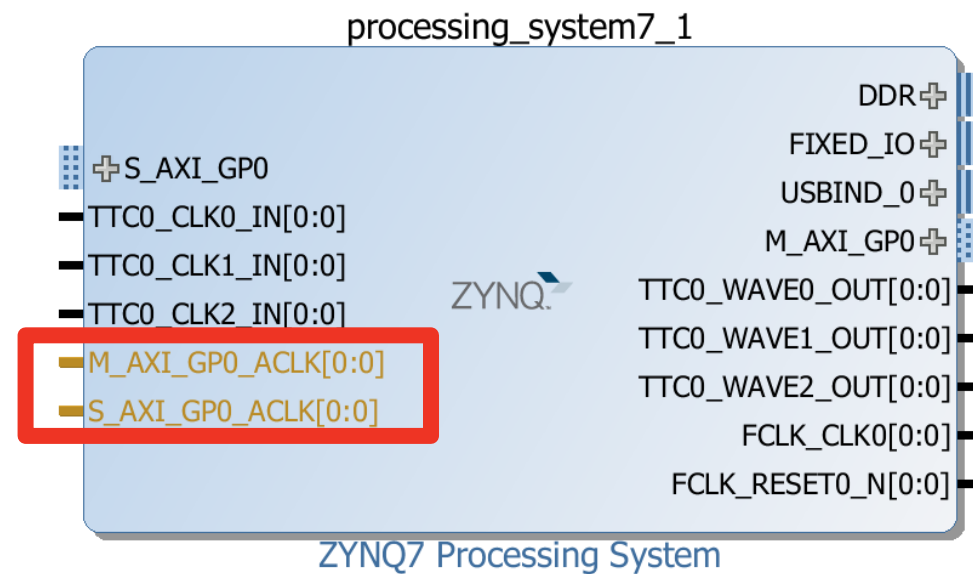 processing_system7_1
S_AXI_GP0
TTC0_CLK0_IN[0:0]
TTC0_CLK1_IN[0:0]
TTC0_CLK2_IN[0:0]
M_AXI_GP0_ACLK[0:0]
S_AXI_GP0_ACLK[0:0]
ZYNQ.
DDR
FIXED_IO
USBIND_0
M_AXI_GP0
TTC0_WAVE0_OUT[0:0]
TTC0_WAVE1_OUT[0:0]
TTC0_WAVE2_OUT[0:0]
FCLK_CLK0[0:0]
FCLK_RESET0_N[0:0]
ZYNQ7 Processing System